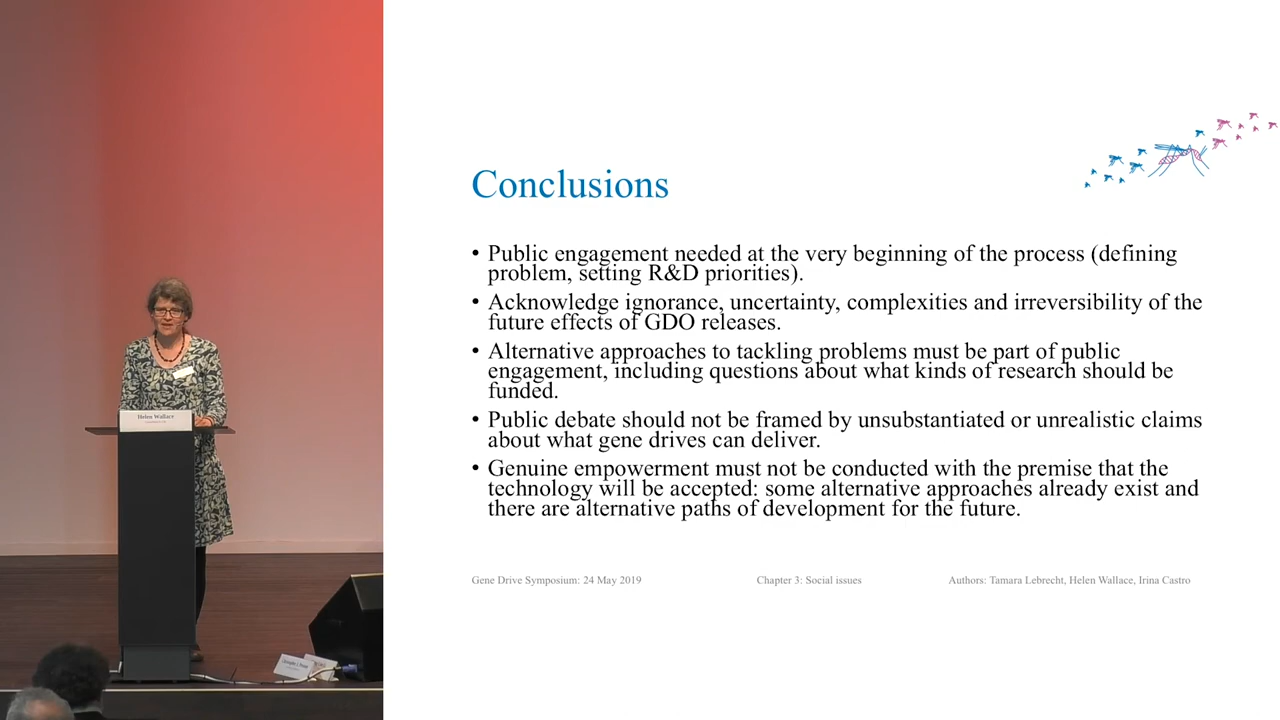 Helen Wallace
Conclusions
• Public engagement needed at the very beginning of the process (defining
problem, setting R&D priorities).
• Acknowledge ignorance, uncertainty, complexities and irreversibility of the
future effects of GDO releases.
• Alternative approaches to tackling problems must be part of public
engagement, including questions about what kinds of research should be
funded.
• Public debate should not be framed by unsubstantiated or unrealistic claims
about what gene drives can deliver.
• Genuine empowerment must not be conducted with the premise that the
technology will be accepted: some alternative approaches already exist and
there are alternative paths of development for the future.
Gene Drive Symposium: 24 May 2019
Chapter 3: Social issues
Authors: Tamara Lebrecht, Helen Wallace, Irina Castro